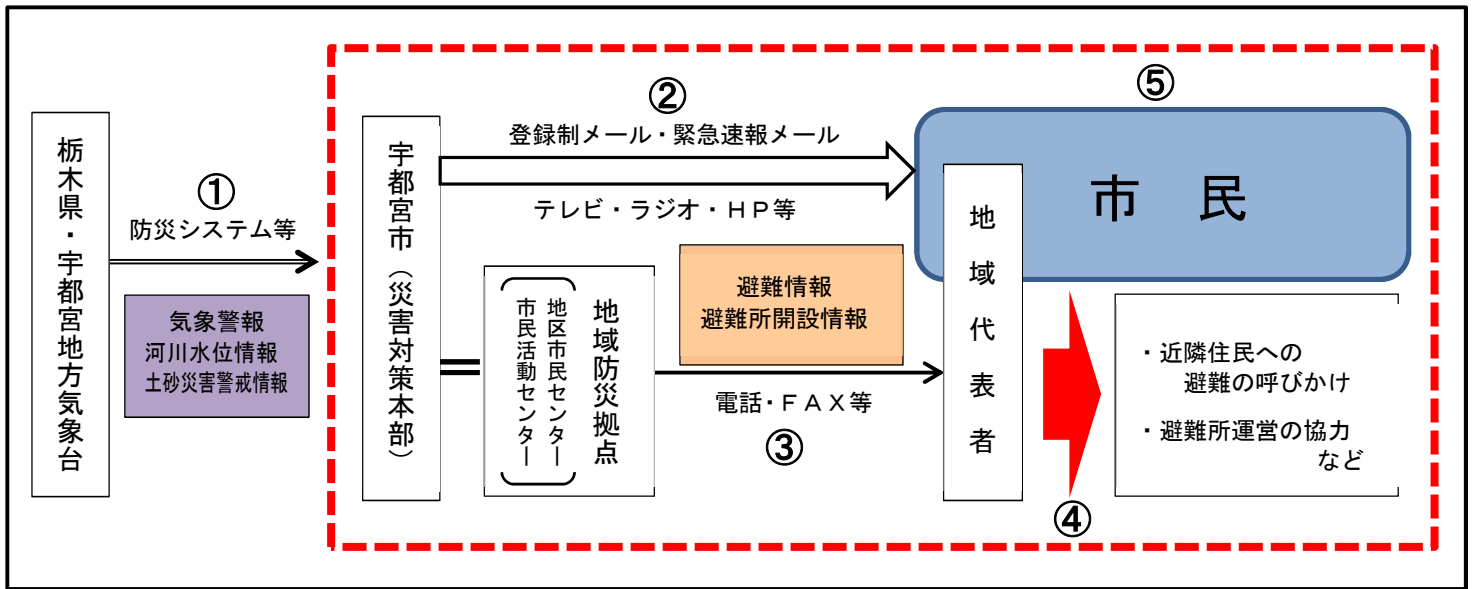 栃木県・宇都宮地方気象台
①
防災システム等
気象警報
河川水位情報
土砂災害警戒情報
宇都宮市（災害対策本部）
②
登録制メール・緊急速報メール
テレビ・ラジオ・ＨＰ等
地域防災拠点
地区市民センター
市民活動センター
避難情報
避難所開設情報
電話・ＦＡＸ等
③
⑤
市　民
地域代表者
④
・近隣住民への
避難の呼びかけ
・避難所運営の協力
など